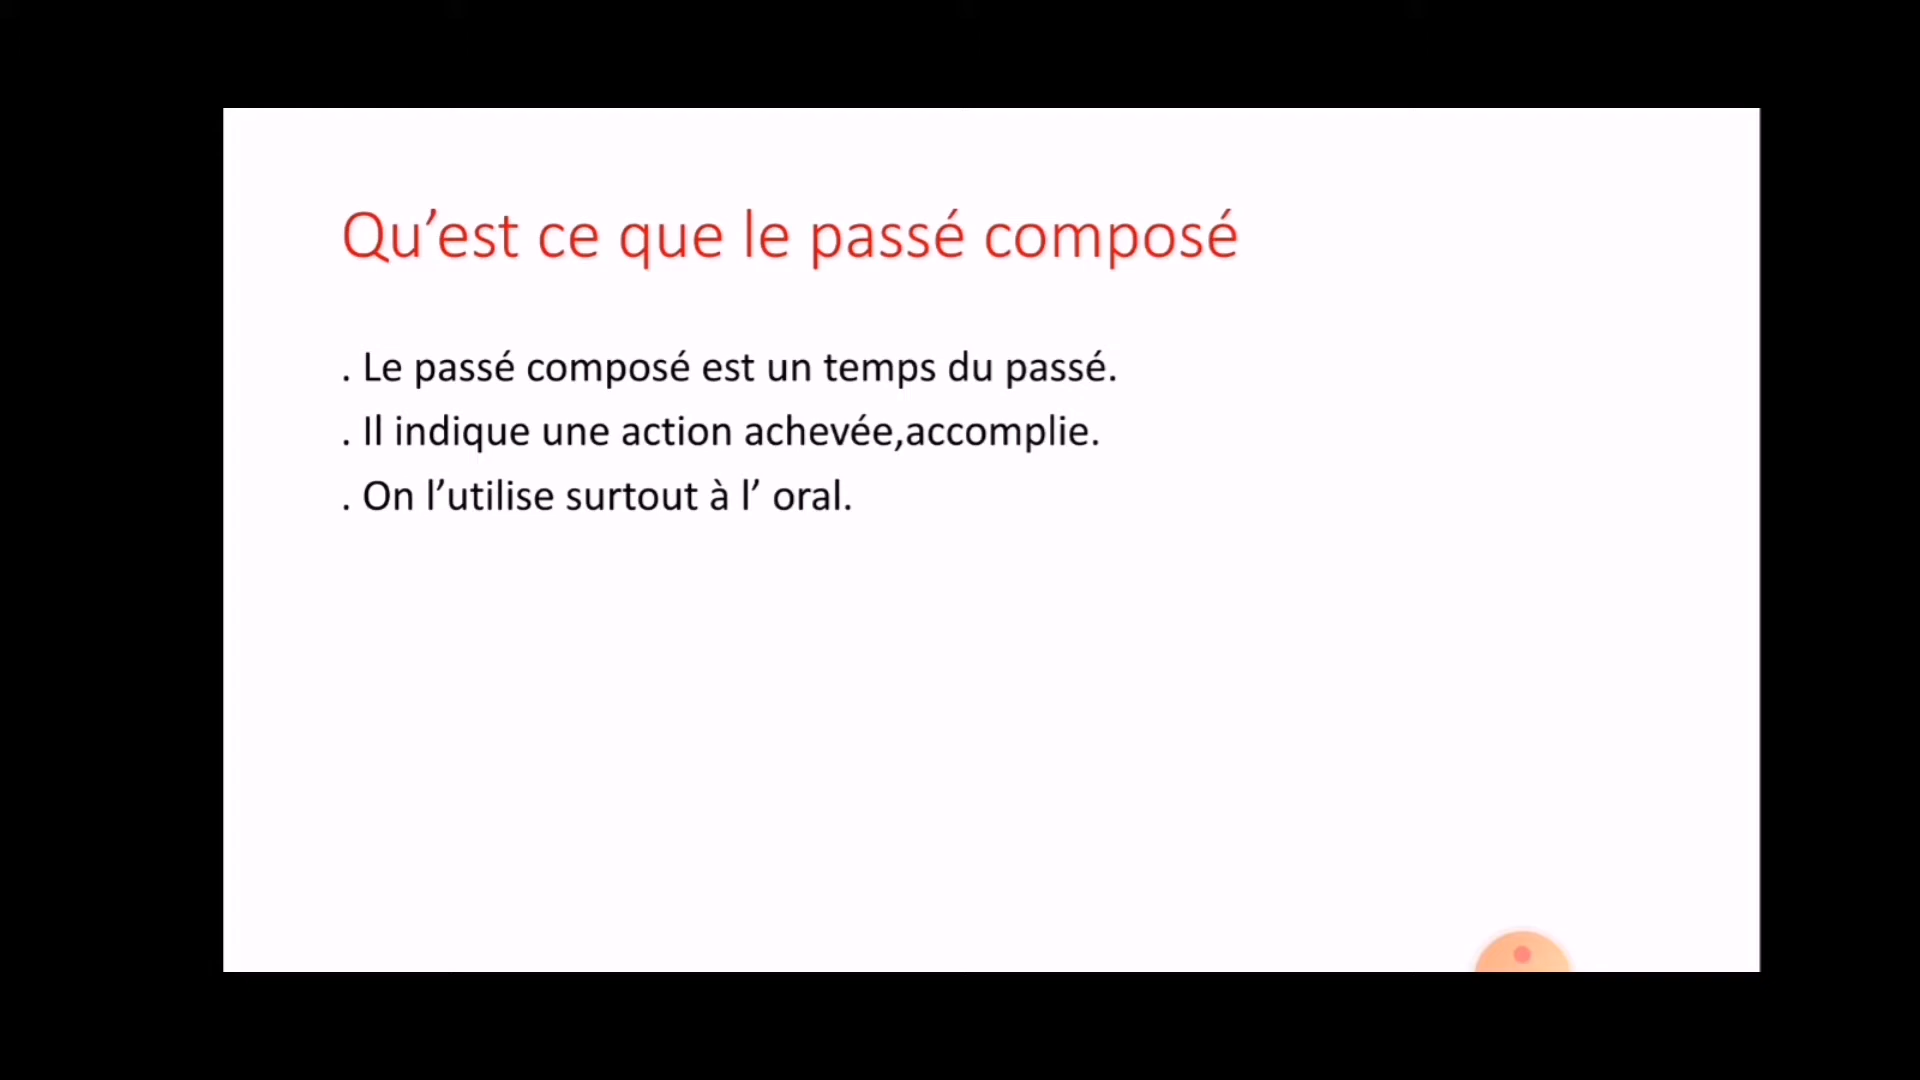 Qu’est ce que le passé composé
. Le passé composé est un temps du passé.
. Il indique une action achevée,accomplie.
. On l’utilise surtout à l’ oral.